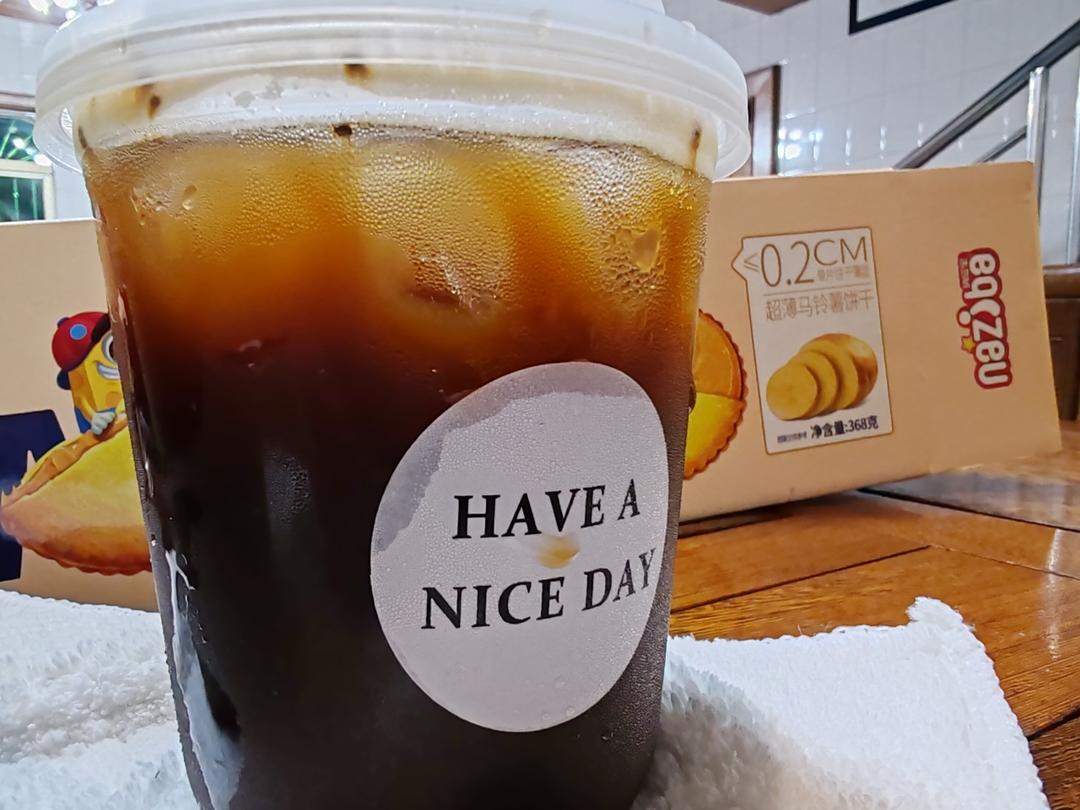 HAVE A
NICE DAY
≤0.2CM
超薄马铃薯饼干
净含量:368克
naziba